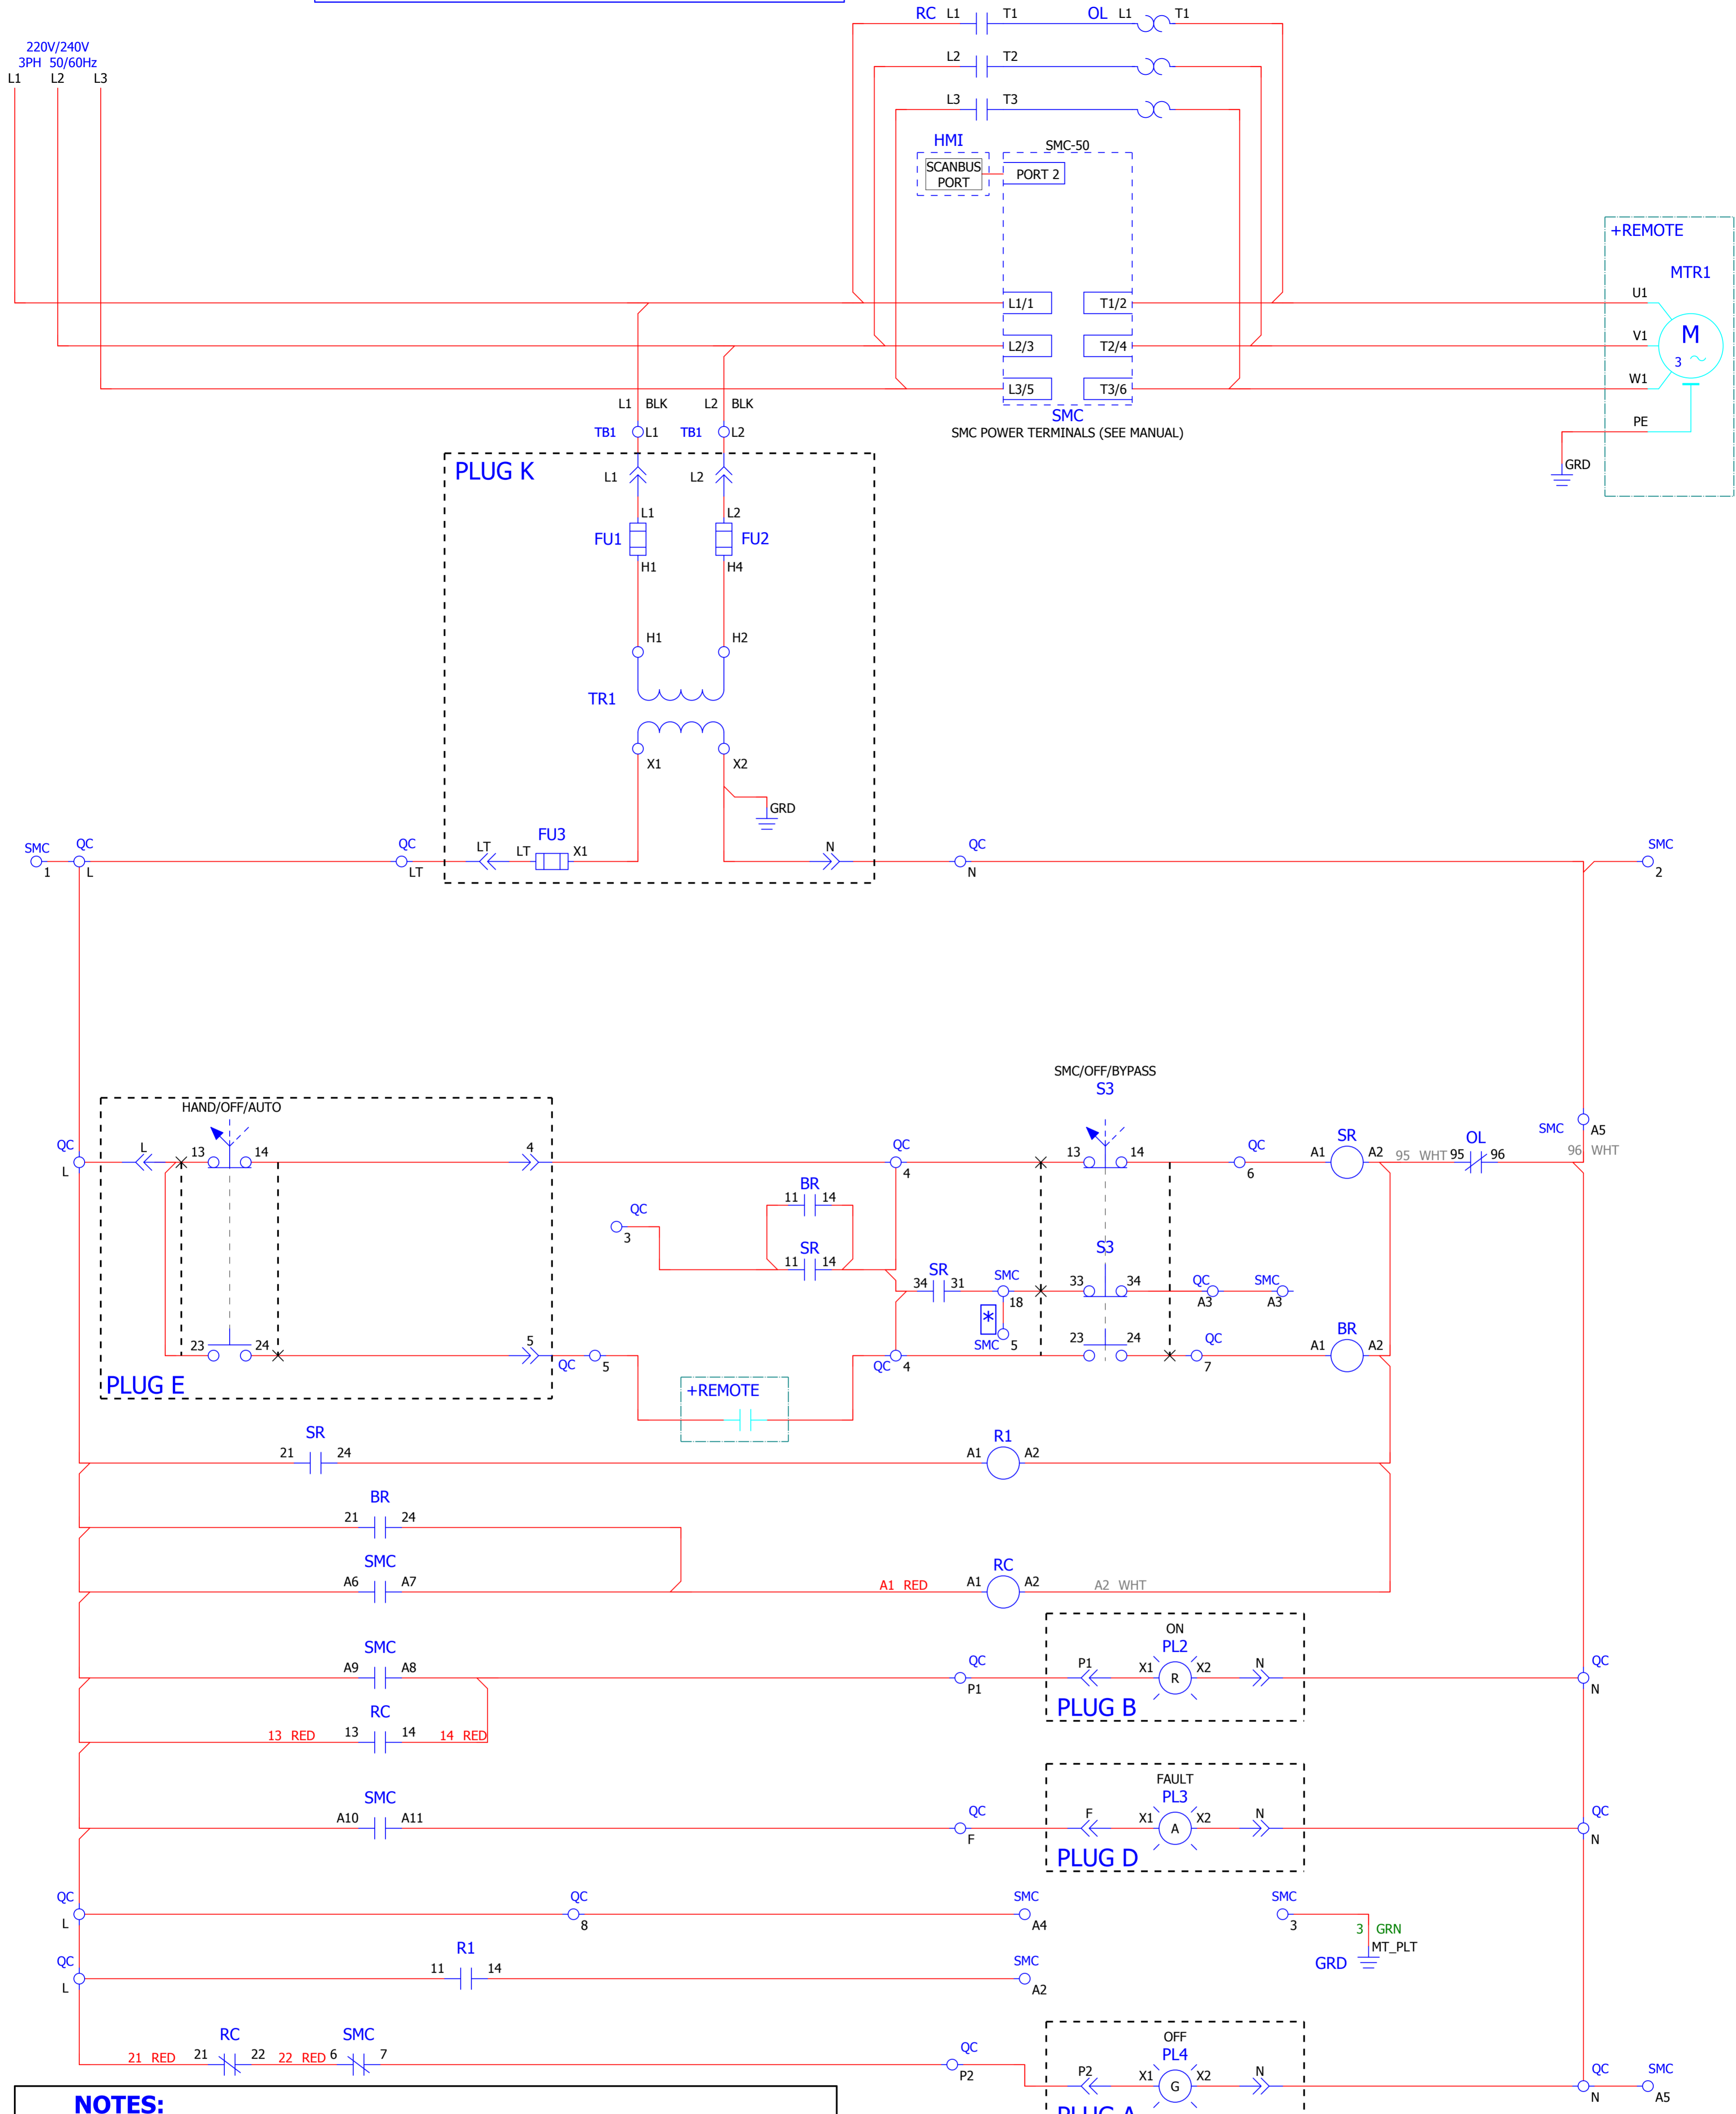 RC L1 T1 OL L1 T1
220V/240V
3PH 50/60Hz
L1 L2 L3
L2 T2
L3 T3
HMI
SMC-50
SCANBUS
PORT
PORT 2
+REMOTE
MTR1
L1/1 T1/2 U1
L2/3 T2/4 V1
M
3
L3/5 T3/6 W1
L1 BLK L2 BLK
SMC
SMC POWER TERMINALS (SEE MANUAL)
PE
GRD
TB1 L1 TB1 L2
PLUG K
L1 L2
L1 L2
FU1 FU2
H1 H4
H1 H2
TR1
X1 X2
GRD
SMC QC QC FU3 QC SMC
LT LT X1 N
1 L LT N 2
SMC/OFF/BYPASS
S3
HAND/OFF/AUTO
SMC A5
QC L 13 14 4 QC 13 14 QC SR OL
A1 A2 95 WHT 95 96 96 WHT
L 4 6
BR
11 14
QC
3
SR
11 14
S3
SR
34 31 SMC 33 34 QC SMC
18 A3 A3
*
SMC 5
23 24 5 23 24 QC BR
A1 A2
QC 5 QC 4 7
PLUG E
+REMOTE
SR R1
21 24 A1 A2
BR
21 24
SMC RC
A6 A7 A1 RED A1 A2 A2 WHT
ON
SMC PL2
A9 A8 QC P1 X1 R X2 N QC
P1 N
PLUG B
RC
13 RED 13 14 14 RED
FAULT
SMC PL3
A10 A11 QC F X1 A X2 N QC
F N
PLUG D
QC QC SMC SMC
L 8 A4 3
3 GRN
MT_PLT
GRD
QC R1 SMC
11 14
L A2
OFF
RC SMC PL4
21 RED 21 22 22 RED 6 7 QC P2 X1 G X2 N QC SMC
P2 N A5
NOTES:
PLUG A